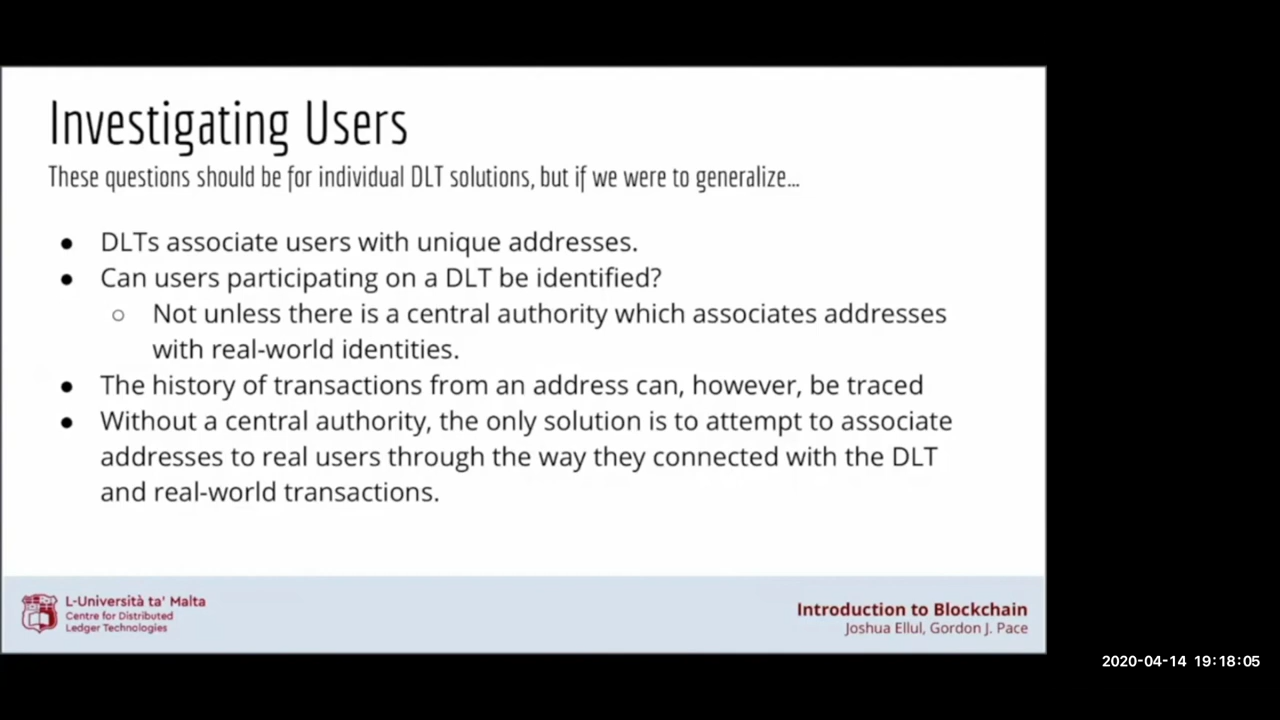 Investigating Users
These questions should be for individual DLT solutions, but if we were to generalize...
● DLTs associate users with unique addresses.
● Can users participating on a DLT be identified?
○ Not unless there is a central authority which associates addresses
with real-world identities.
● The history of transactions from an address can, however, be traced
● Without a central authority, the only solution is to attempt to associate
addresses to real users through the way they connected with the DLT
and real-world transactions.
L-Università ta' Malta
Centre for Distributed
Ledger Technologies
Introduction to Blockchain
Joshua Ellul, Gordon J. Pace
2020-04-14 19:18:05